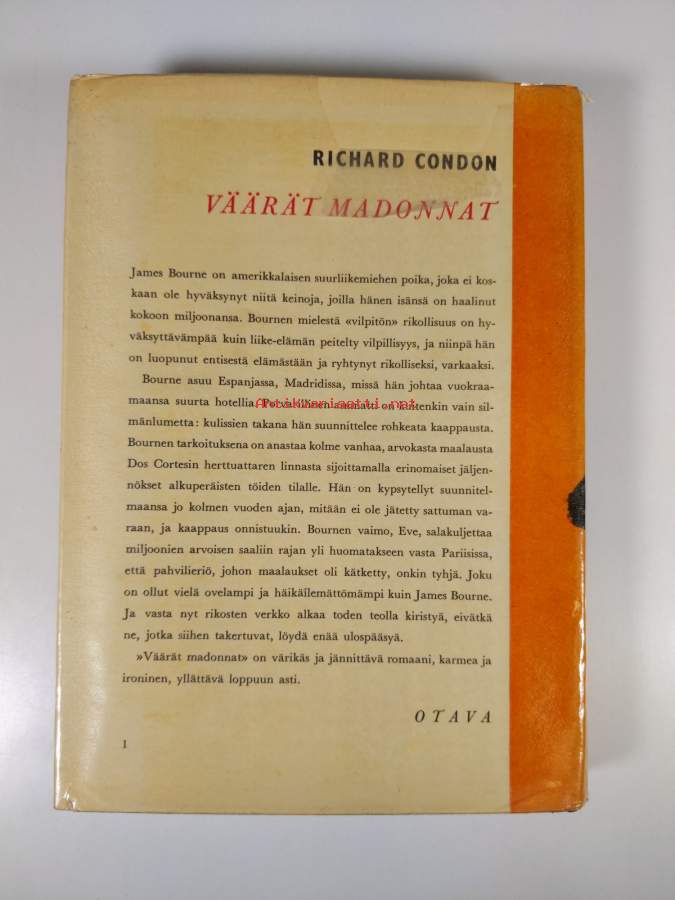 RICHARD CONDON
VÄÄRÄT MADONNAT
James Bourne on amerikkalaisen suurliikemiehen poika, joka ei kos-
kaan ole hyväksynyt niitä keinoja, joilla hänen isänsä on haalinut
kokoon miljoonansa. Bournen mielestä «vilpitön» rikollisuus on hy-
väksyttävämpää kuin liike-elämän peitelty vilpillisyys, ja niinpä hän
on luopunut entisestä elämästään ja ryhtynyt rikolliseksi, varkaaksi.
Bourne asuu Espanjassa, Madridissa, missä hän johtaa vuokraa-
maansa suurta hotellia. on kuitenkin vain sil-
Antikvariaatti.net
mänlumetta: kulissien takana hän suunnittelee rohkeata kaappausta.
Bournen tarkoituksena on anastaa kolme vanhaa, arvokasta maalausta
Dos Cortesin herttuattaren linnasta sijoittamalla erinomaiset jäljen-
nökset alkuperäisten töiden tilalle. Hän on kypsytellyt suunnitel-
maansa jo kolmen vuoden ajan, mitään ei ole jätetty sattuman va-
raan, ja kaappaus onnistuukin. Bournen vaimo, Eve, salakuljettaa
miljoonien arvoisen saaliin rajan yli huomatakseen vasta Pariisissa,
että pahvilieriö, johon maalaukset oli kätketty, onkin tyhjä. Joku
on ollut vielä ovelampi ja häikäilemättömämpi kuin James Bourne.
Ja vasta nyt rikosten verkko alkaa toden teolla kiristyä, eivätkä
ne, jotka siihen takertuvat, löydä enää ulospääsyä.
»Väärät madonnat» on värikäs ja jännittävä romaani, karmea ja
ironinen, yllättävä loppuun asti.
OTAVA
1